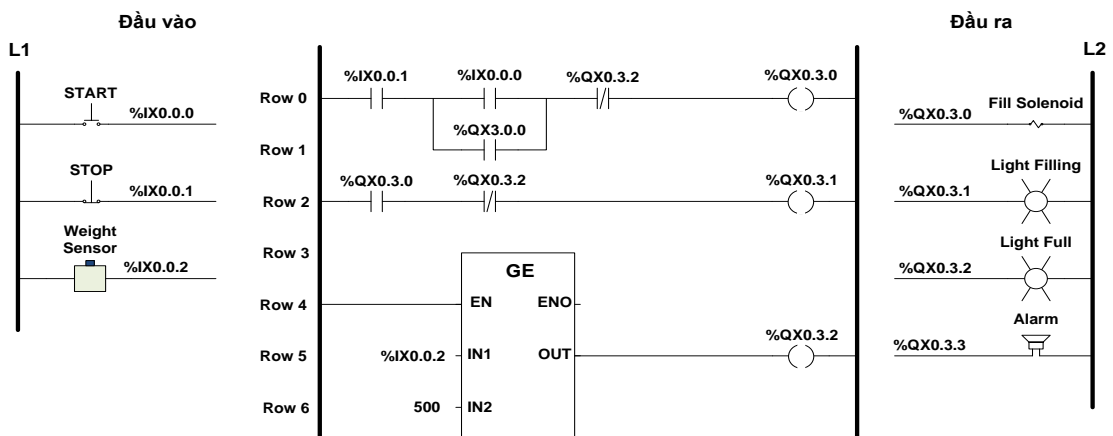 Đầu vào
Đầu ra
L1
L2
START
%IX0.0.0
STOP
%IX0.0.1
Weight
Sensor
%IX0.0.2
Row 0
%IX0.0.1
%IX0.0.0
%QX0.3.2
%QX0.3.0
Row 1
%QX3.0.0
Row 2
%QX0.3.0
%QX0.3.2
%QX0.3.1
Row 3
GE
Row 4
EN
ENO
Row 5
%IX0.0.2
IN1
OUT
%QX0.3.2
Row 6
500
IN2
%QX0.3.0
Fill Solenoid
Light Filling
%QX0.3.1
Light Full
%QX0.3.2
Alarm
%QX0.3.3